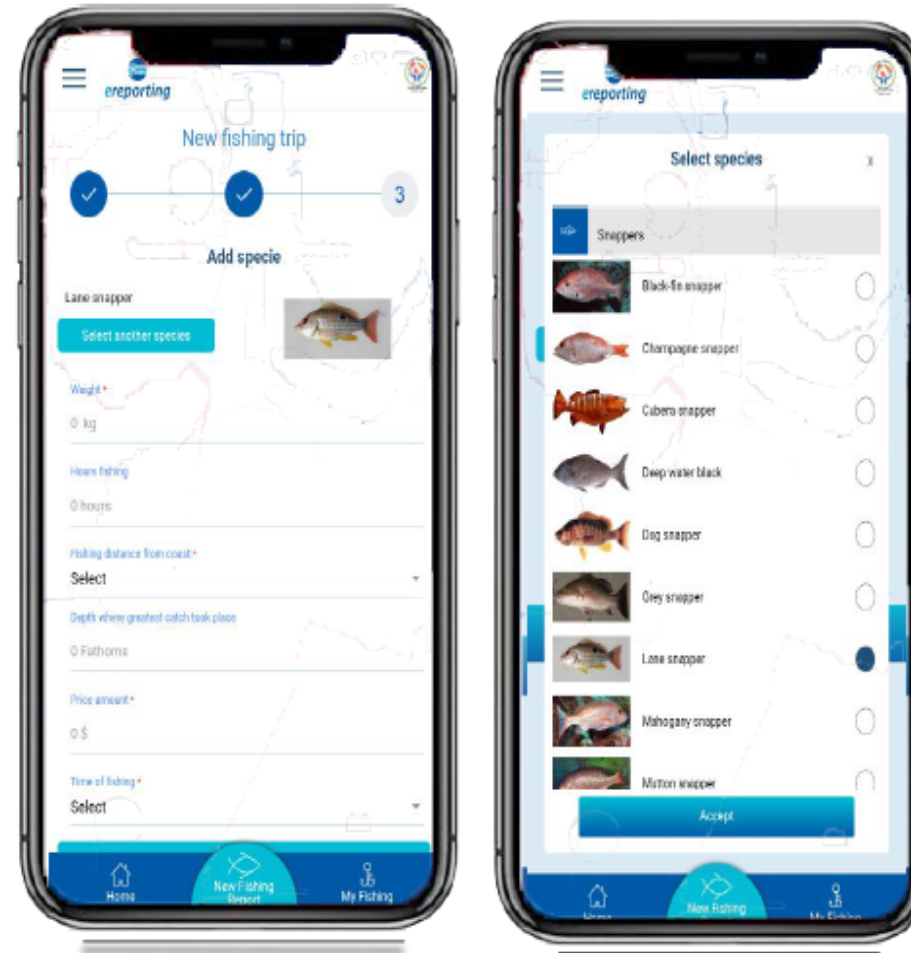 ereporting
New fishing trip
3
Add specie
Lane snapper
Select another species
Weight *
0 kg
Hours fishing
0 hours
Fishing distance from coast *
Select
Depth where greatest catch took place
0 Fathoms
Price amount *
0 $
Time of fishing *
Select
Home
New Fishing
Report
My Fishing
ereporting
Select species
x
Snappers
Black-fin snapper
Champagne snapper
Cubera snapper
Deep water black
Dog snapper
Grey snapper
Lane snapper
Mahogany snapper
Mutton snapper
Accept
Home
New Fishing
My Fishing